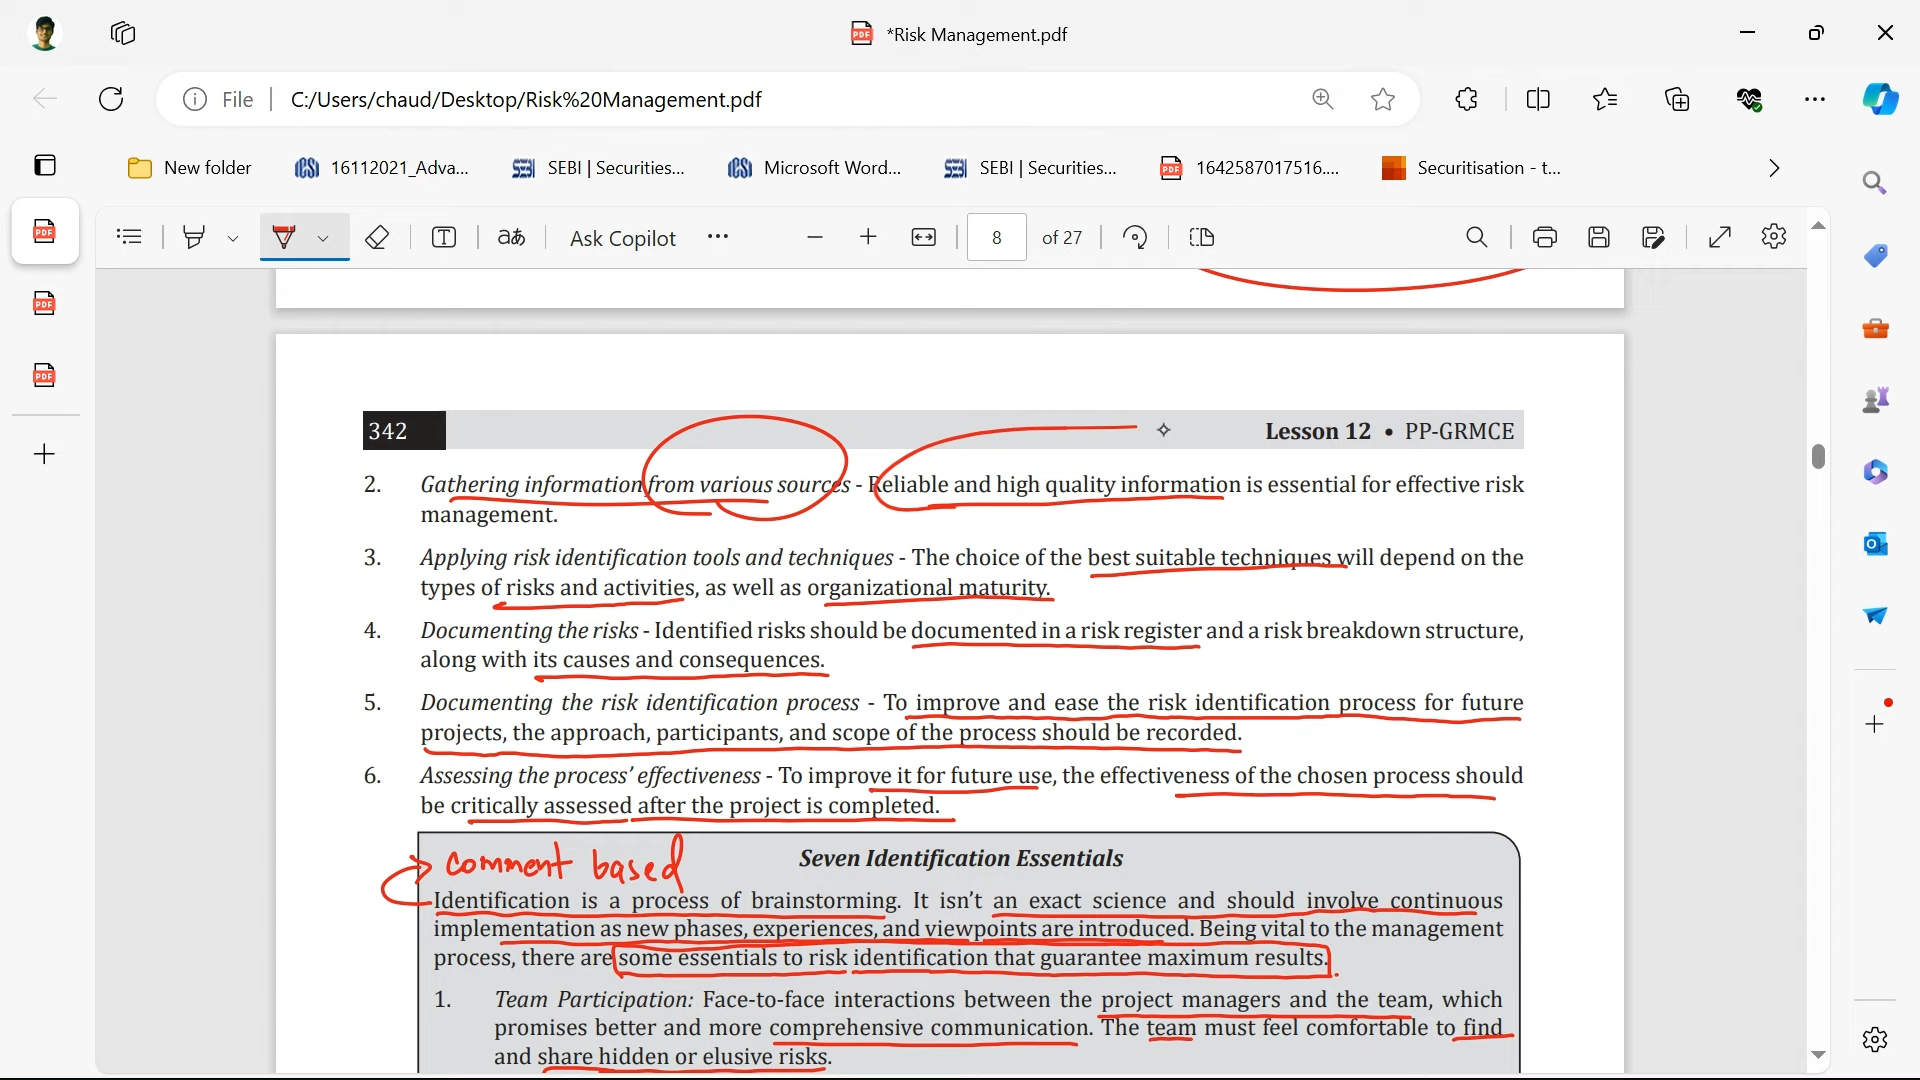 *Risk Management.pdf
File | C:/Users/chaud/Desktop/Risk%20Management.pdf
New folder 16112021_Adva... SEBI | Securities... Microsoft Word... SEBI | Securities... 1642587017516.... Securitisation - t...
Ask Copilot 8 of 27
342 Lesson 12 • PP-GRMCE
2. Gathering information from various sources - Reliable and high quality information is essential for effective risk
management.
3. Applying risk identification tools and techniques - The choice of the best suitable techniques will depend on the
types of risks and activities, as well as organizational maturity.
4. Documenting the risks - Identified risks should be documented in a risk register and a risk breakdown structure,
along with its causes and consequences.
5. Documenting the risk identification process - To improve and ease the risk identification process for future
projects, the approach, participants, and scope of the process should be recorded.
6. Assessing the process’ effectiveness - To improve it for future use, the effectiveness of the chosen process should
be critically assessed after the project is completed.
comment based
Seven Identification Essentials
Identification is a process of brainstorming. It isn’t an exact science and should involve continuous
implementation as new phases, experiences, and viewpoints are introduced. Being vital to the management
process, there are some essentials to risk identification that guarantee maximum results.
1. Team Participation: Face-to-face interactions between the project managers and the team, which
promises better and more comprehensive communication. The team must feel comfortable to find
and share hidden or elusive risks.